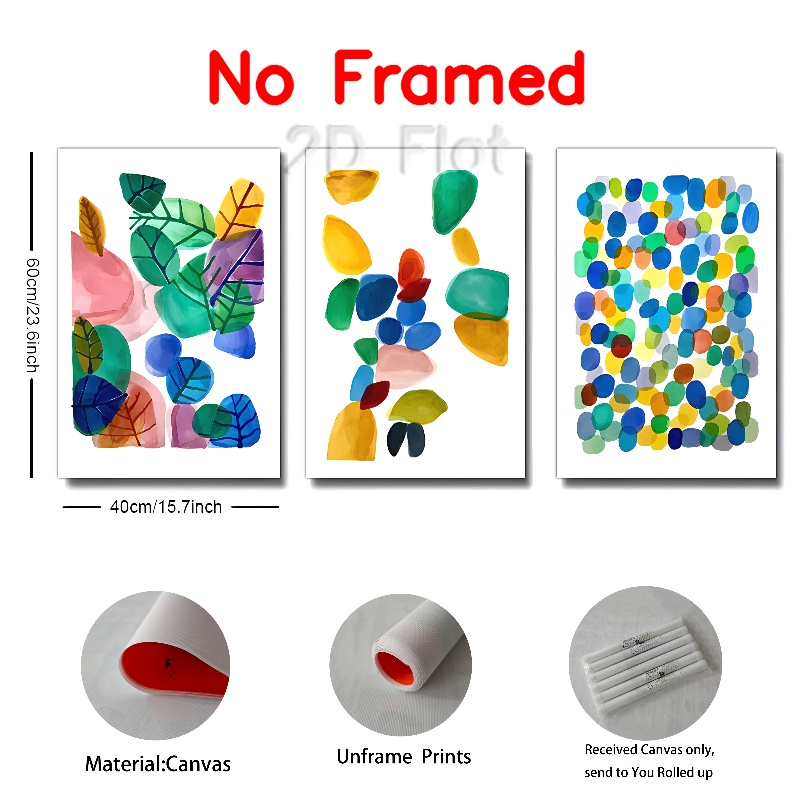 No Framed
2D Flat
60cm/23.6inch
40cm/15.7inch
Material:Canvas
Unframe Prints
Received Canvas only,
send to You Rolled up